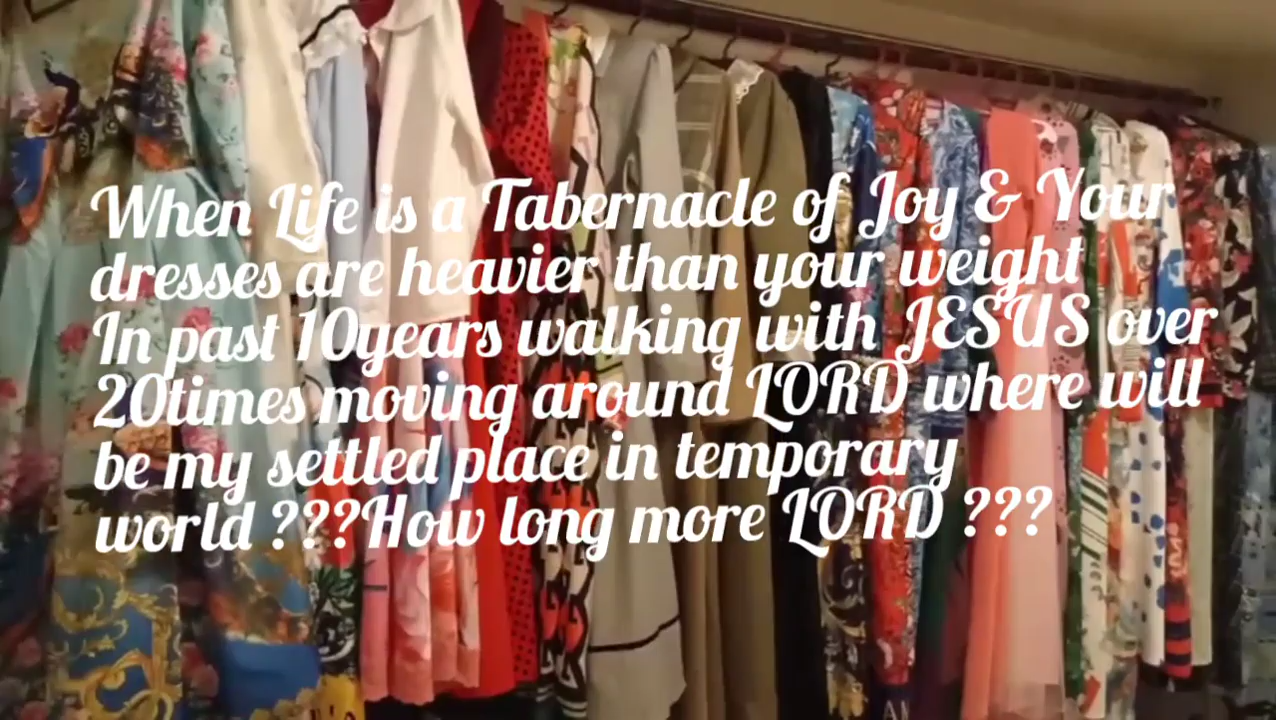 When Life is a Tabernacle of Joy & Your
dresses are heavier than your weight
In past 10years walking with JESUS over
20times moving around LORD where will
be my settled place in temporary
world ???How long more LORD ???